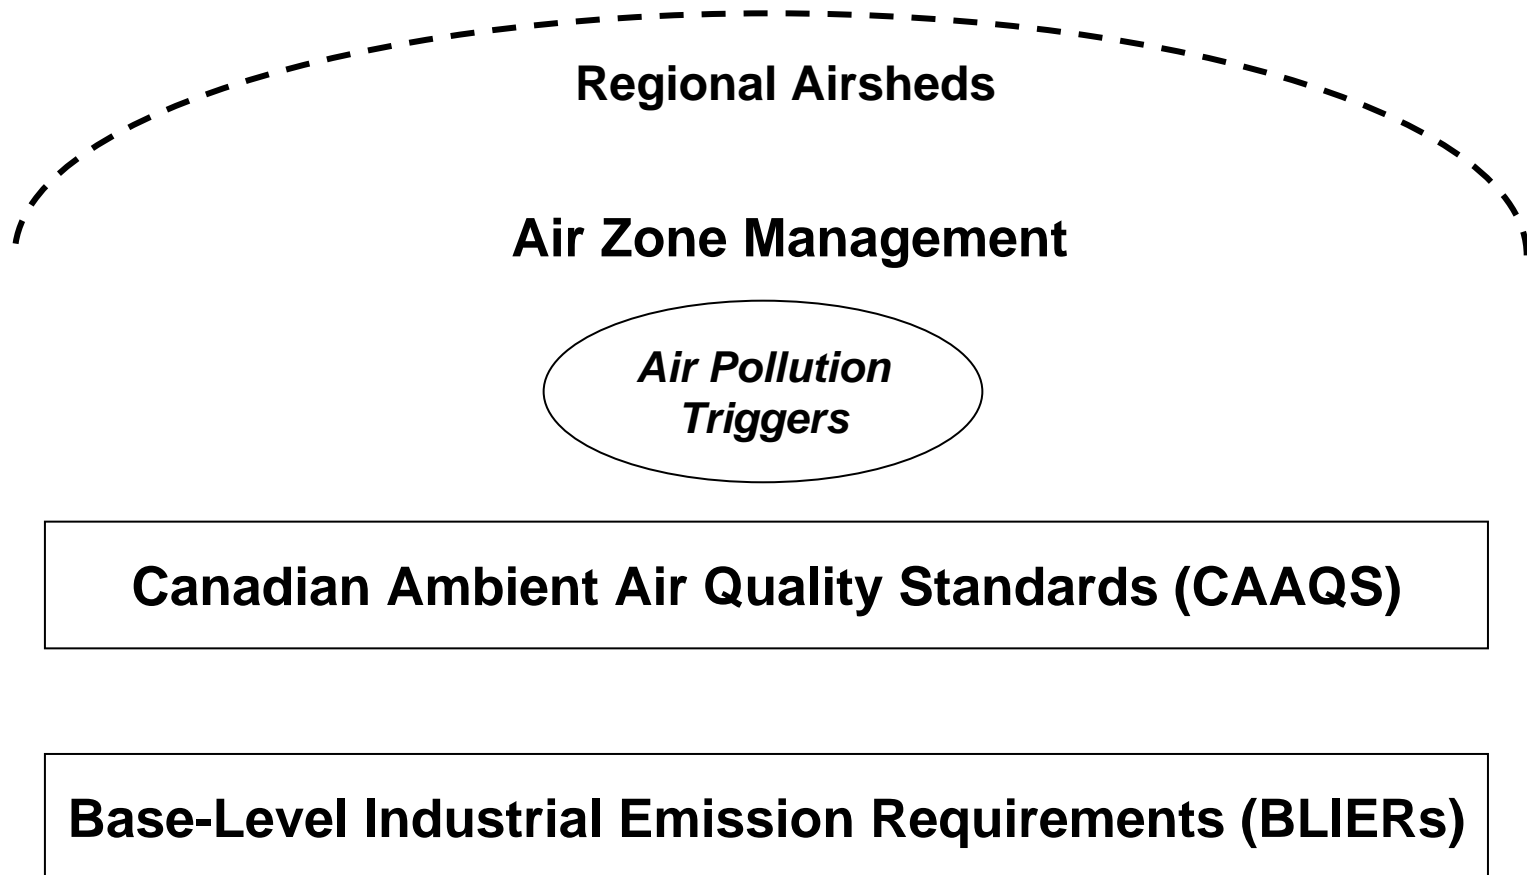 Regional Airsheds
Air Zone Management
Air Pollution
Triggers
Canadian Ambient Air Quality Standards (CAAQS)
Base-Level Industrial Emission Requirements (BLIERs)